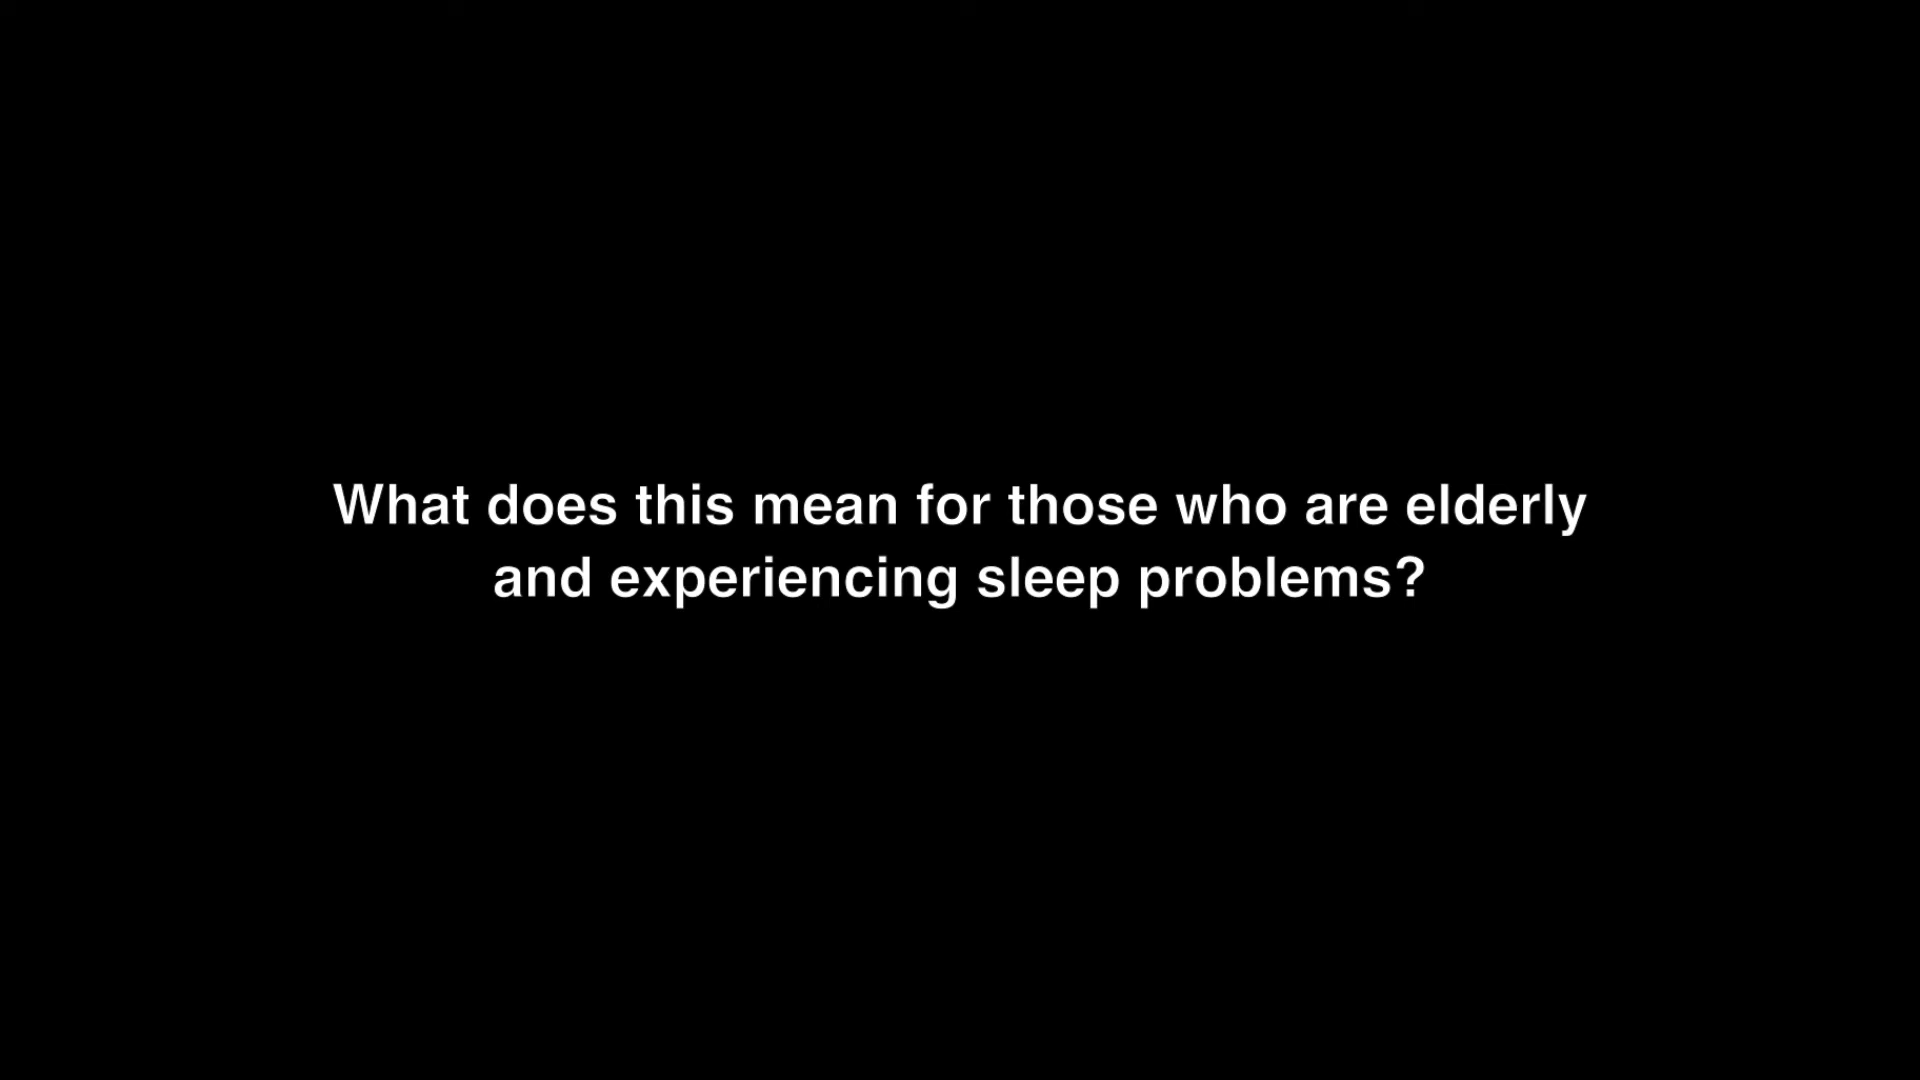 What does this mean for those who are elderly
and experiencing sleep problems?